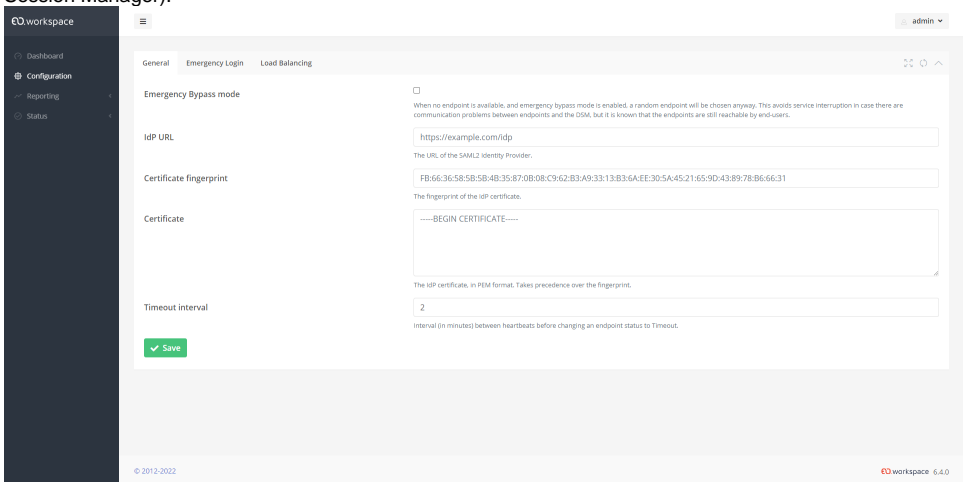 Session Manager).
workspace
admin
Dashboard
Configuration
Reporting
Status
General Emergency Login Load Balancing
Emergency Bypass mode
When no endpoint is available, and emergency bypass mode is enabled, a random endpoint will be chosen anyway. This avoids service interruption in case there are
communication problems between endpoints and the DSM, but it is known that the endpoints are still reachable by end-users.
IdP URL
https://example.com/idp
The URL of the SAML2 Identity Provider.
Certificate fingerprint
FB:66:36:58:5B:5B:4B:35:87:0B:08:C9:62:B3:A9:33:13:B3:6A:EE:30:5A:45:21:65:9D:43:89:78:B6:66:31
The fingerprint of the IdP certificate.
Certificate
-----BEGIN CERTIFICATE-----
The IdP certificate, in PEM format. Takes precedence over the fingerprint.
Timeout interval
2
Interval (in minutes) between heartbeats before changing an endpoint status to Timeout.
Save
© 2012-2022
workspace 6.4.0